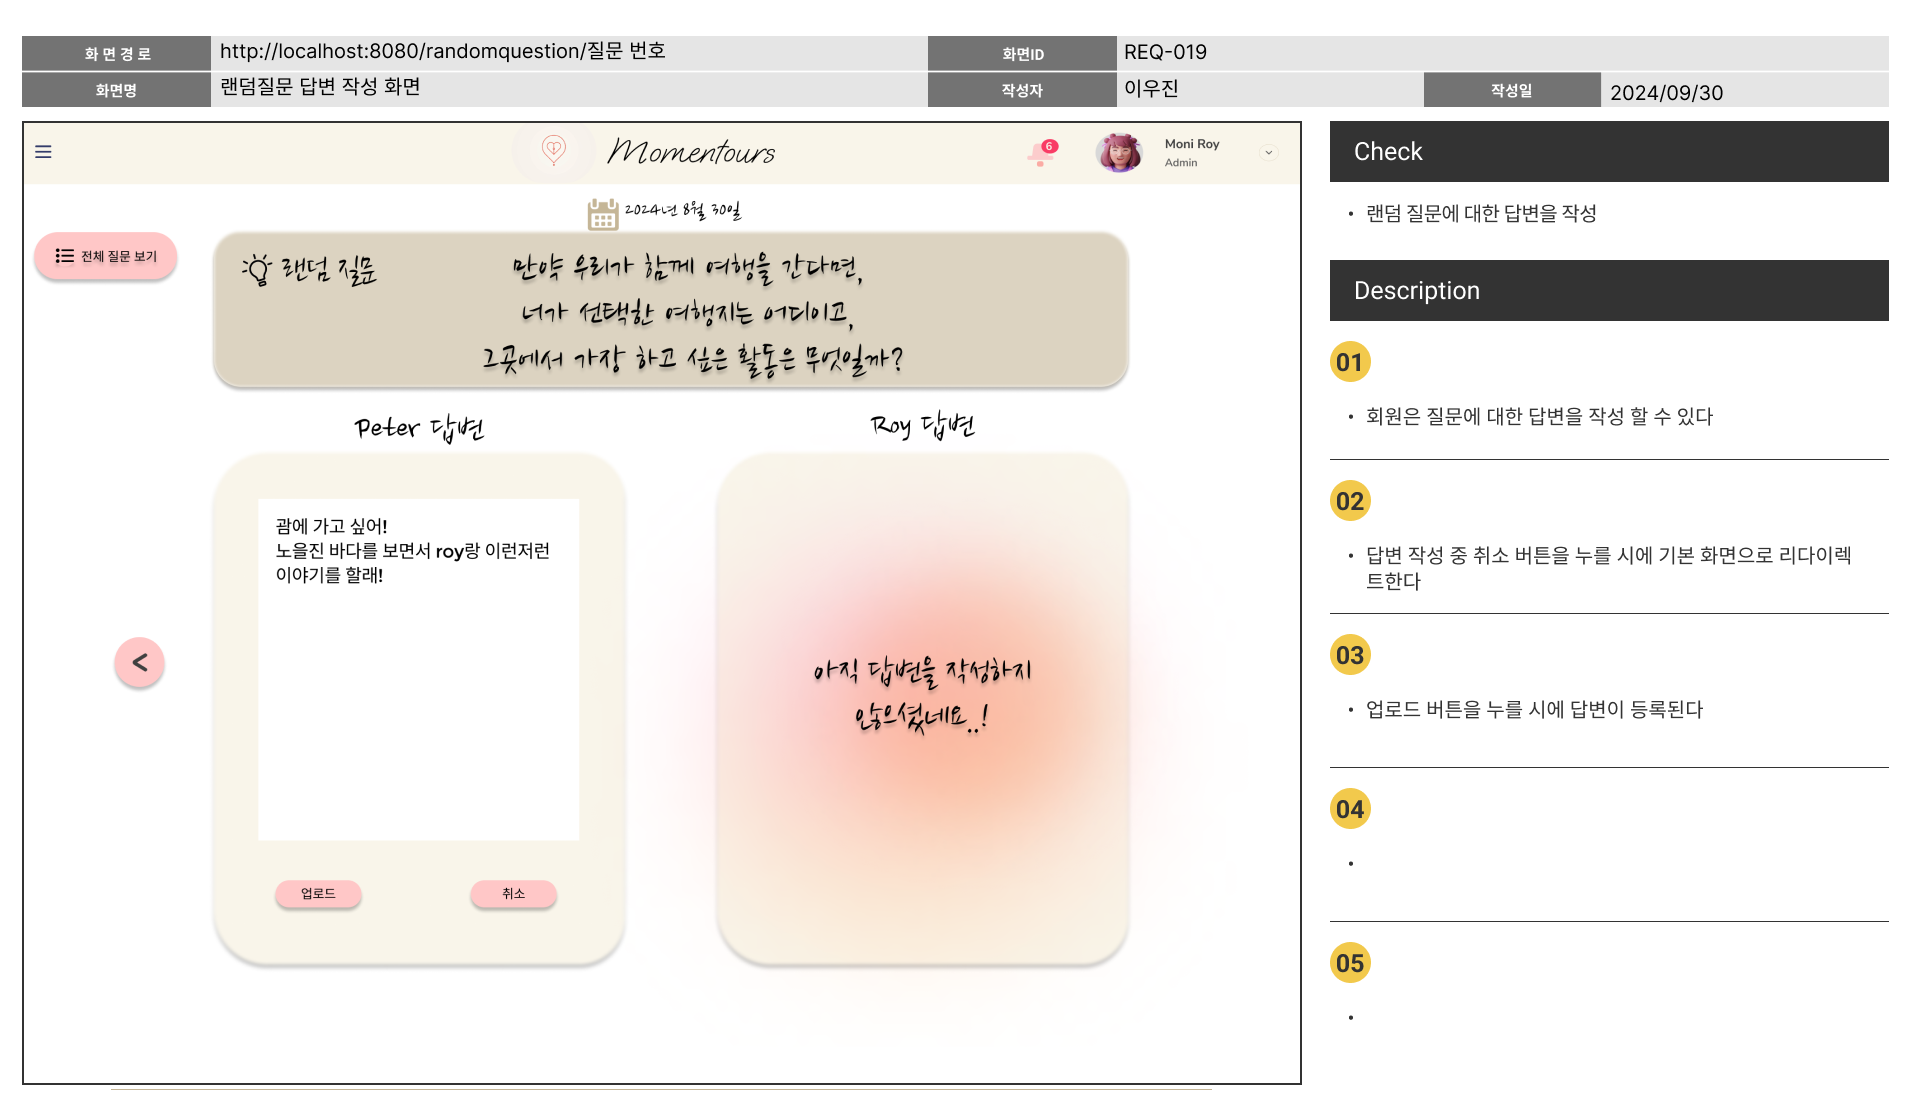 화 면 경 로
http://localhost:8080/randomquestion/질문 번호
화면ID
REQ-019
화면명
랜덤질문 답변 작성 화면
작성자
이우진
작성일
2024/09/30
Momentours
6
Moni Roy
Admin
2024년 8월 30일
전체 질문 보기
랜덤 질문
만약 우리가 함께 여행을 간다면,
너가 선택한 여행지는 어디이고,
그곳에서 가장 하고 싶은 활동은 무엇일까?
Peter 답변
괌에 가고 싶어!
노을진 바다를 보면서 roy랑 이런저런
이야기를 할래!
업로드
취소
<
Roy 답변
아직 답변을 작성하지
않으셨네요..!
Check
• 랜덤 질문에 대한 답변을 작성
Description
01
• 회원은 질문에 대한 답변을 작성 할 수 있다
02
• 답변 작성 중 취소 버튼을 누를 시에 기본 화면으로 리다이렉
트한다
03
• 업로드 버튼을 누를 시에 답변이 등록된다
04
•
05
•